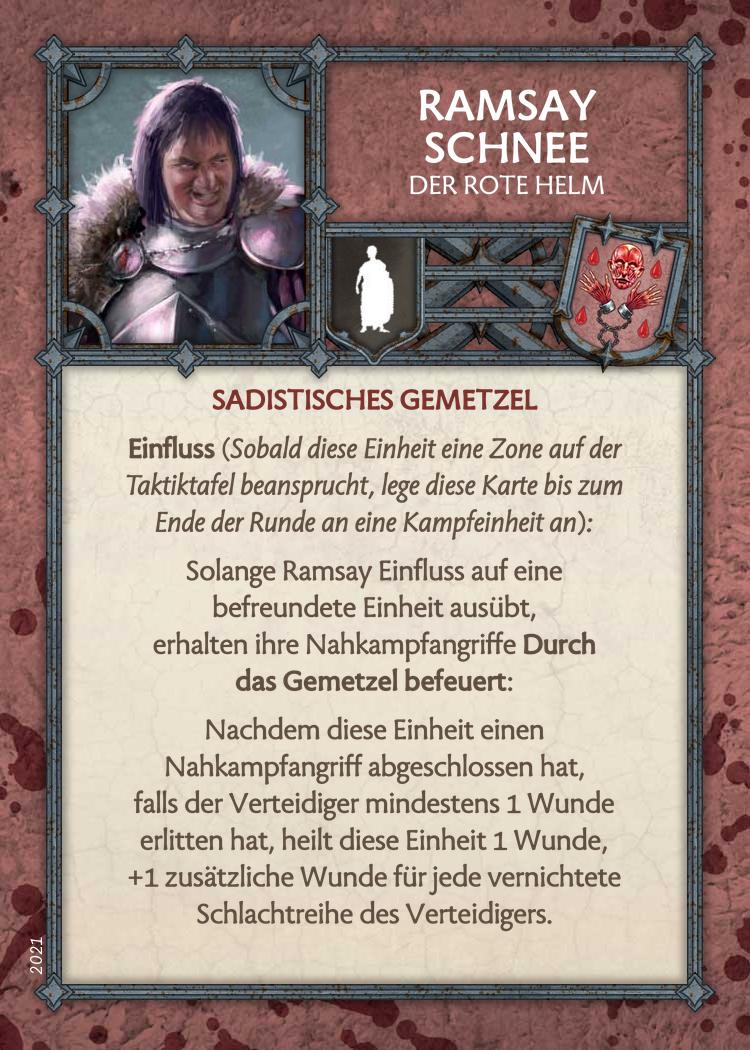 RAMSAY
SCHNEE
DER ROTE HELM
SADISTISCHES GEMETZEL
Einfluss (Sobald diese Einheit eine Zone auf der
Taktiktafel beansprucht, lege diese Karte bis zum
Ende der Runde an eine Kampfeinheit an):
Solange Ramsay Einfluss auf eine
befreundete Einheit ausübt,
erhalten ihre Nahkampfangriffe Durch
das Gemetzel befeuert:
Nachdem diese Einheit einen
Nahkampfangriff abgeschlossen hat,
falls der Verteidiger mindestens 1 Wunde
erlitten hat, heilt diese Einheit 1 Wunde,
+1 zusätzliche Wunde für jede vernichtete
Schlachtreihe des Verteidigers.
2021